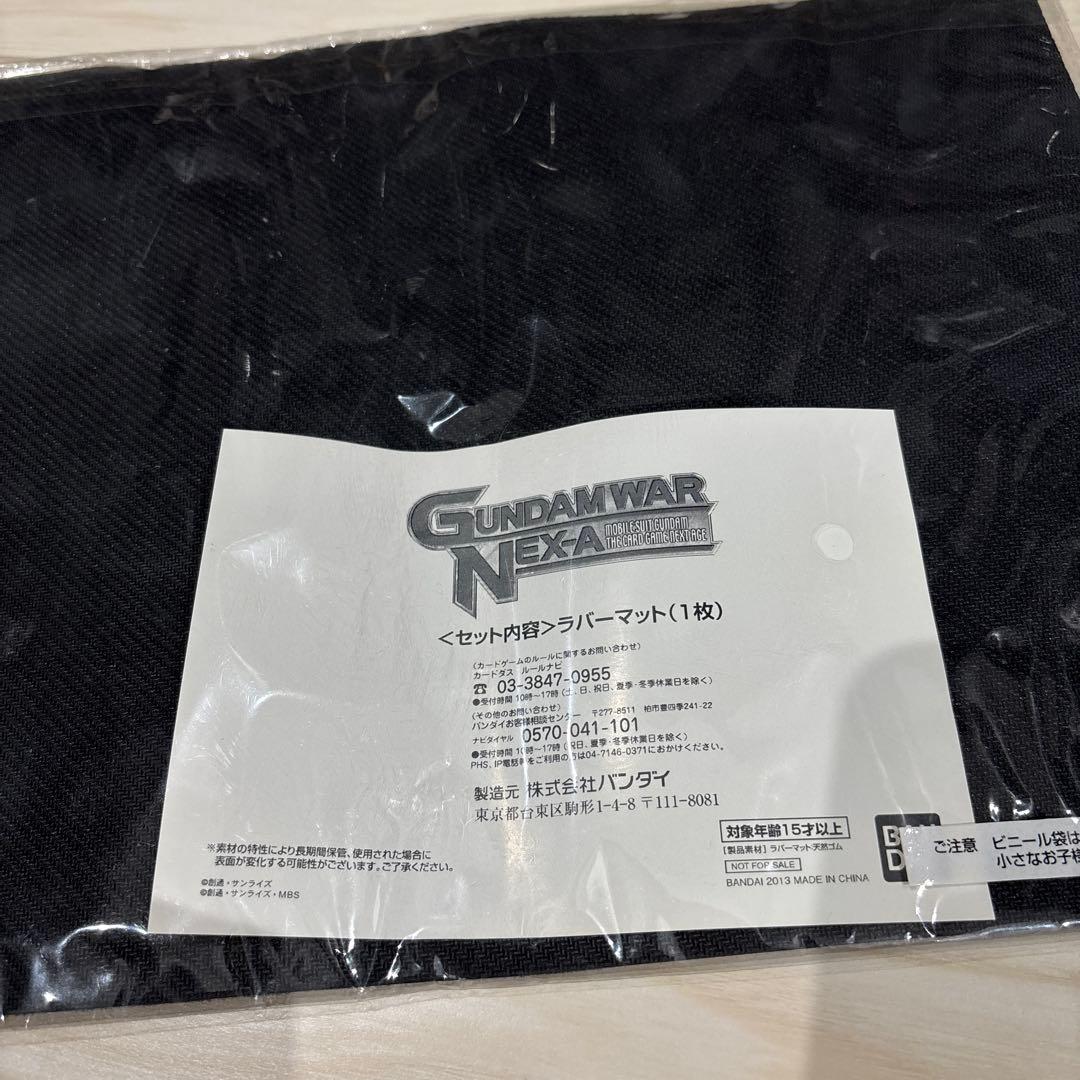 GUNDAM WAR
NEX-A
MOBILE SUIT GUNDAM
THE CARD GAME NEXT AGE
<セット内容>ラバーマット(1枚)
(カードゲームのルールに関するお問い合わせ)
カードダス ルールナビ
☎ 03-3847-0955
●受付時間 10時〜17時(土、日、祝日、夏季・冬季休業日を除く)
(その他のお問い合わせ)
バンダイお客様相談センター 〒277-8511 柏市豊四季241-22
ナビダイヤル 0570-041-101
●受付時間 10時〜17時(祝日、夏季・冬季休業日を除く)
PHS、IP電話等をご利用の方は04-7146-0371におかけください。
製造元 株式会社バンダイ
東京都台東区駒形1-4-8 〒111-8081
※素材の特性により長期間保管、使用された場合に
表面が変化する可能性がございます。ご了承ください。
©創通・サンライズ
©創通・サンライズ・MBS
対象年齢15才以上
[製品素材] ラバーマット:天然ゴム
NOT FOR SALE
BANDAI 2013 MADE IN CHINA
ご注意 ビニール袋は
小さなお子様